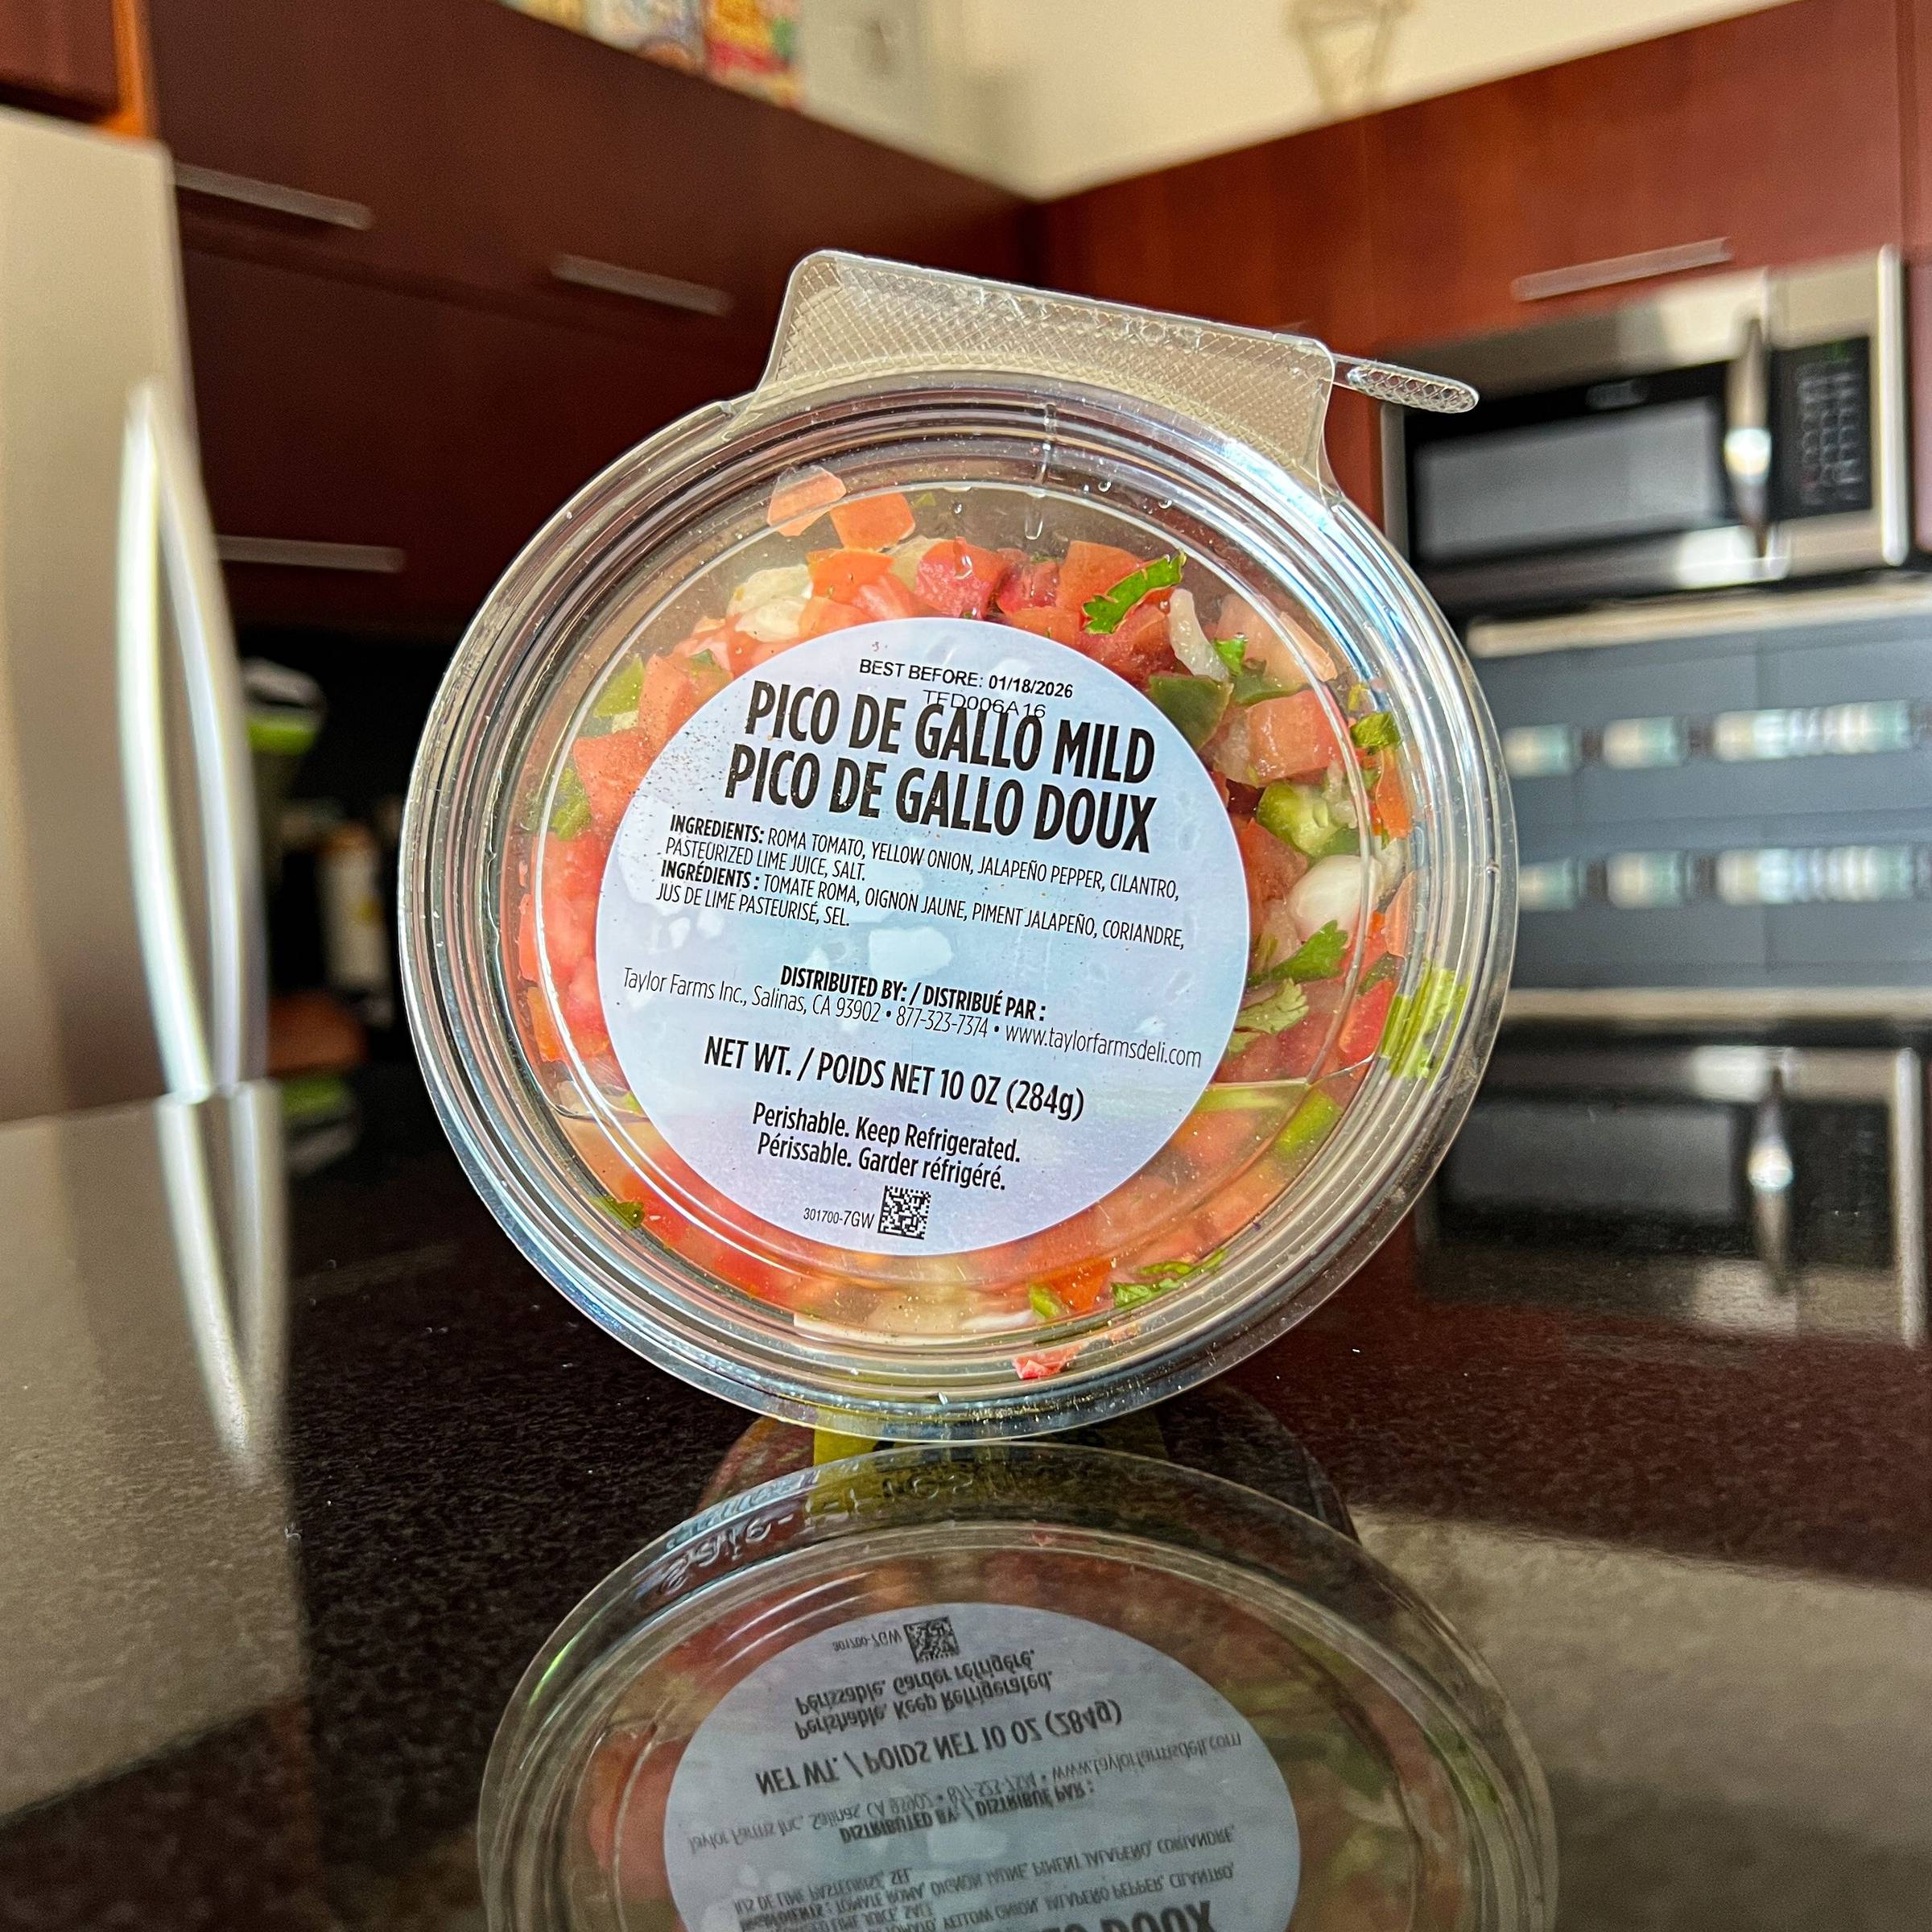 BEST BEFORE: 01/18/2026
TFD006A16
PICO DE GALLO MILD
PICO DE GALLO DOUX
INGREDIENTS: ROMA TOMATO, YELLOW ONION, JALAPEÑO PEPPER, CILANTRO,
PASTEURIZED LIME JUICE, SALT.
INGRÉDIENTS : TOMATE ROMA, OIGNON JAUNE, PIMENT JALAPEÑO, CORIANDRE,
JUS DE LIME PASTEURISÉ, SEL.
DISTRIBUTED BY: / DISTRIBUÉ PAR :
Taylor Farms Inc., Salinas, CA 93902 • 877-323-7374 • www.taylorfarmsdeli.com
NET WT. / POIDS NET 10 OZ (284g)
Perishable. Keep Refrigerated.
Périssable. Garder réfrigéré.
301700-7GW